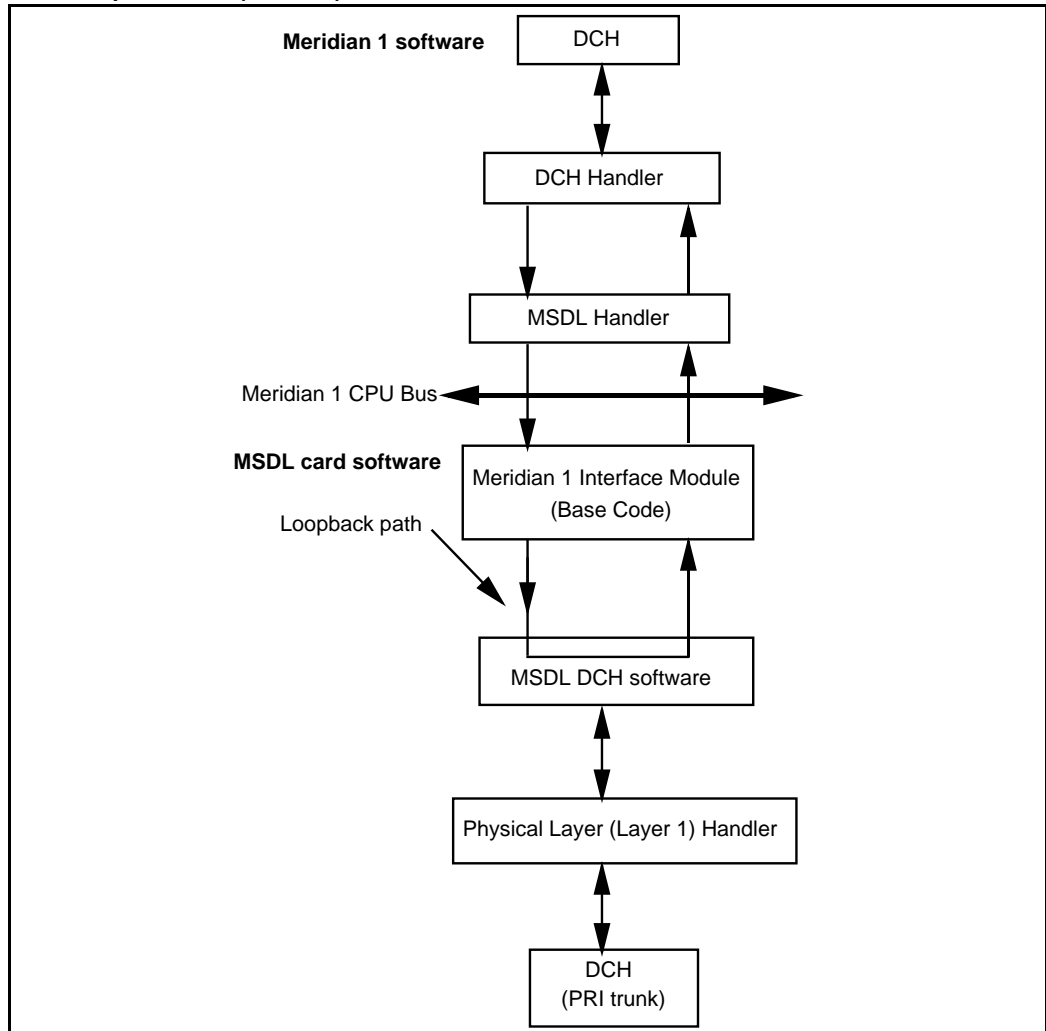 Meridian 1 software
DCH
DCH Handler
MSDL Handler
Meridian 1 CPU Bus
MSDL card software
Meridian 1 Interface Module
(Base Code)
Loopback path
MSDL DCH software
Physical Layer (Layer 1) Handler
DCH
(PRI trunk)